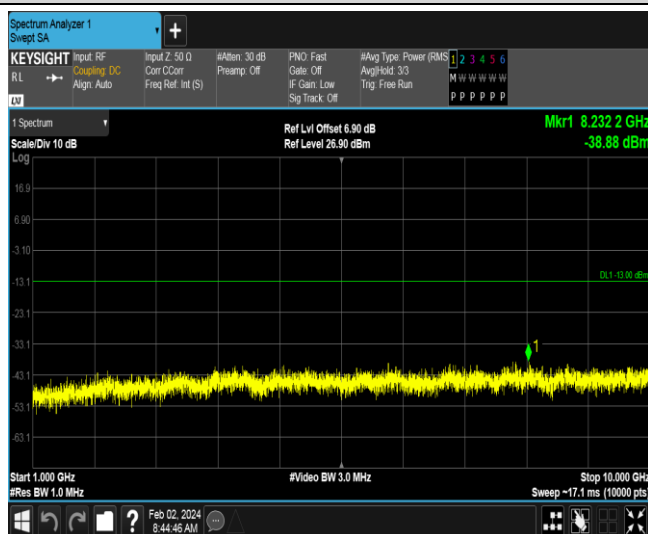 Spectrum Analyzer 1
Swept SA
+
KEYSIGHT
RL
LXI
Input: RF
Coupling: DC
Align: Auto
Input Z: 50 Ω
Corr CCorr
Freq Ref: Int (S)
#Atten: 30 dB
Preamp: Off
PNO: Fast
Gate: Off
IF Gain: Low
Sig Track: Off
#Avg Type: Power (RMS
Avg|Hold: 3/3
Trig: Free Run
1 2 3 4 5 6
M W W W W W
P P P P P P
1 Spectrum
Scale/Div 10 dB
Log
Ref Lvl Offset 6.90 dB
Ref Level 26.90 dBm
Mkr1 8.232 2 GHz
-38.88 dBm
16.9
6.90
-3.10
-13.1
DL1 -13.00 dBm
-23.1
-33.1
1
-43.1
-53.1
-63.1
Start 1.000 GHz
#Video BW 3.0 MHz
Stop 10.000 GHz
#Res BW 1.0 MHz
Sweep ~17.1 ms (10000 pts)
?
Feb 02, 2024
8:44:46 AM